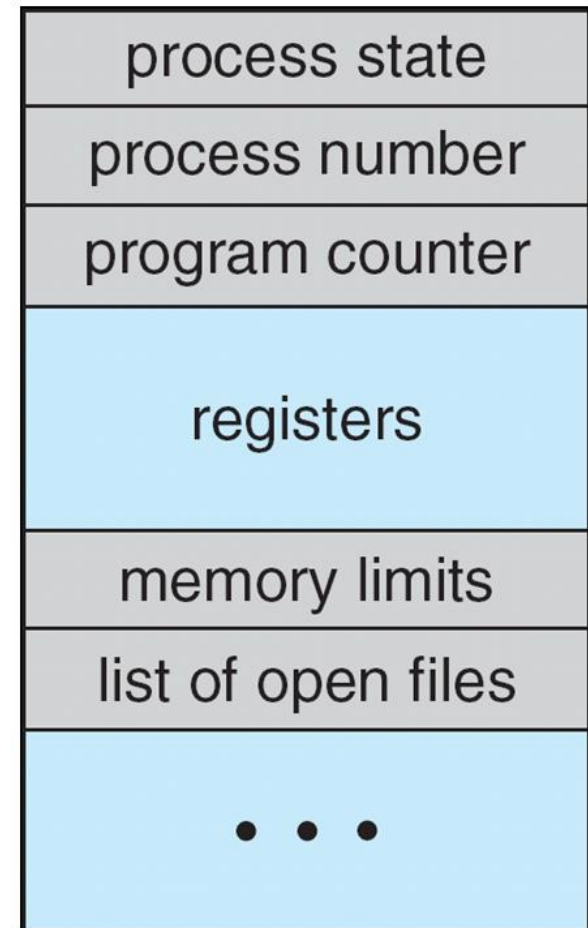 process state
process number
program counter
registers
memory limits
list of open files
• • •